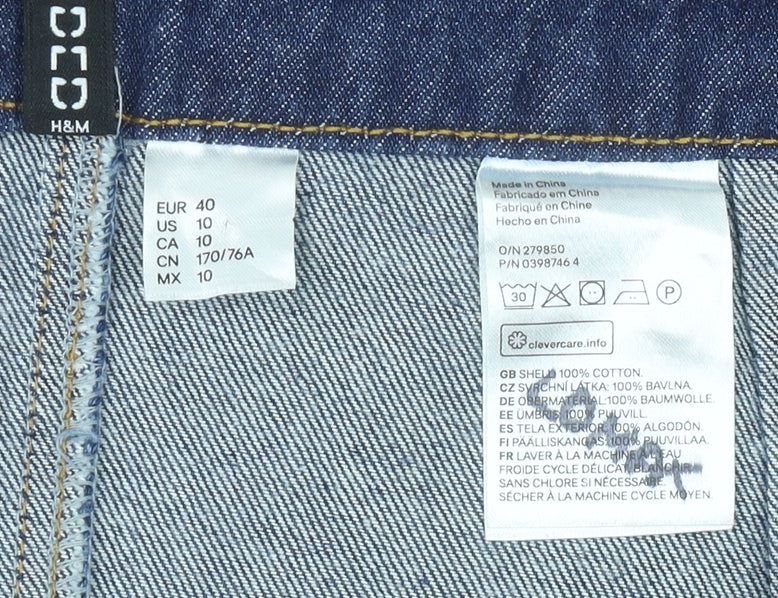 H&M
EUR 40
US 10
CA 10
CN 170/76A
MX 10
Made in China
Fabricado em China
Fabriqué en Chine
Hecho en China
O/N 279850
P/N 0398746 4
30
P
clevercare.info
GB SHELL 100% COTTON.
CZ SVRCHNÍ LÁTKA: 100% BAVLNA.
DE OBERMATERIAL:100% BAUMWOLLE.
EE ÜMBRIS: 100% PUUVILL.
ES TELA EXTERIOR: 100% ALGODÓN.
FI PÄÄLLISKANGAS:100% PUUVILLAA.
FR LAVER À LA MACHINE À L'EAU
FROIDE CYCLE DÉLICAT. BLANCHIR
SANS CHLORE SI NÉCESSAIRE.
SÉCHER À LA MACHINE CYCLE MOYEN.